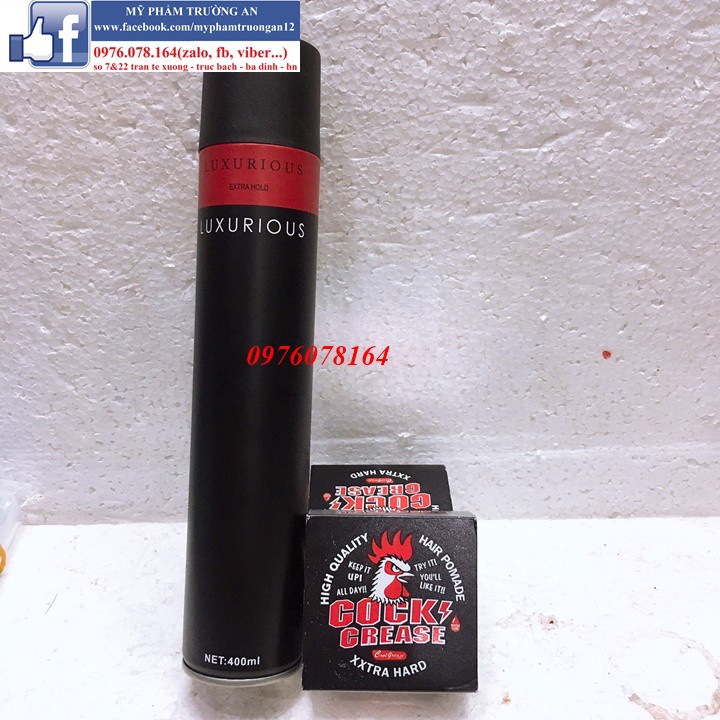 MỸ PHẨM TRƯỜNG AN
www.facebook.com/myphamtruongan12
0976.078.164(zalo, fb, viber...)
so 7&22 tran te xuong - truc bach - ba dinh - hn
LUXURIOUS
EXTRA HOLD
LUXURIOUS
0976078164
NET:400ml
XXTRA HARD
COCK
GREASE
HIGH QUALITY
HAIR POMADE
KEEP IT
UP!
ALL DAY!!
TRY IT!
YOU'LL
LIKE IT!!
COCK
GREASE
Cool Grease
XXTRA HARD